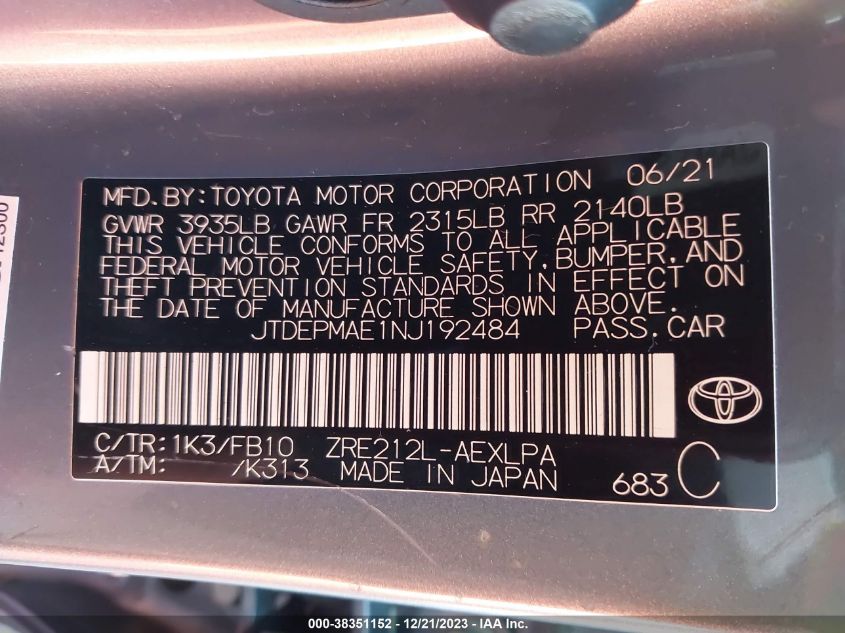 MFD.BY:TOYOTA MOTOR CORPORATION 06/21
GVWR 3935LB GAWR FR 2315LB RR 2140LB
THIS VEHICLE CONFORMS TO ALL APPLICABLE
FEDERAL MOTOR VEHICLE SAFETY,BUMPER,AND
THEFT PREVENTION STANDARDS IN EFFECT ON
THE DATE OF MANUFACTURE SHOWN ABOVE.
JTDEPMAE1NJ192484 PASS.CAR
C/TR:1K3/FB10 ZRE212L-AEXLPA
A/TM: /K313 MADE IN JAPAN 683 C
000-38351152 - 12/21/2023 - IAA Inc.